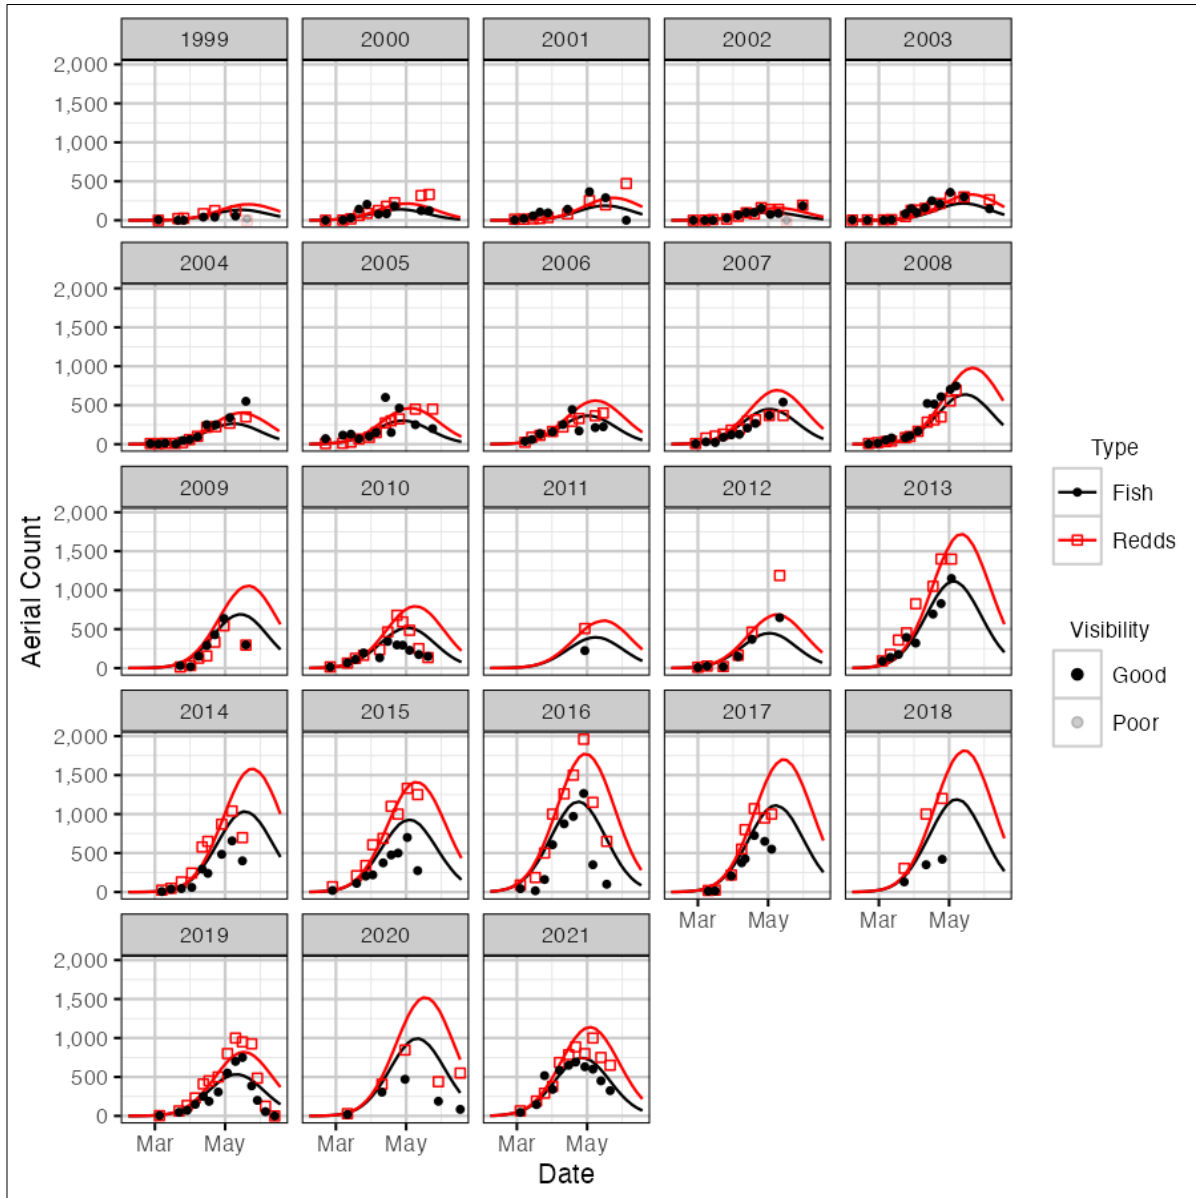 1999 2000 2001 2002 2003
2,000
1,500
1,000
500
0
2004 2005 2006 2007 2008
2,000
1,500
1,000
500
0
2009 2010 2011 2012 2013
2,000
1,500
1,000
500
0
2014 2015 2016 2017 2018
2,000
1,500
1,000
500
0
Mar May Mar May
2019 2020 2021
2,000
1,500
1,000
500
0
Mar May Mar May Mar May
Date
Aerial Count
Type
Fish
Redds
Visibility
Good
Poor